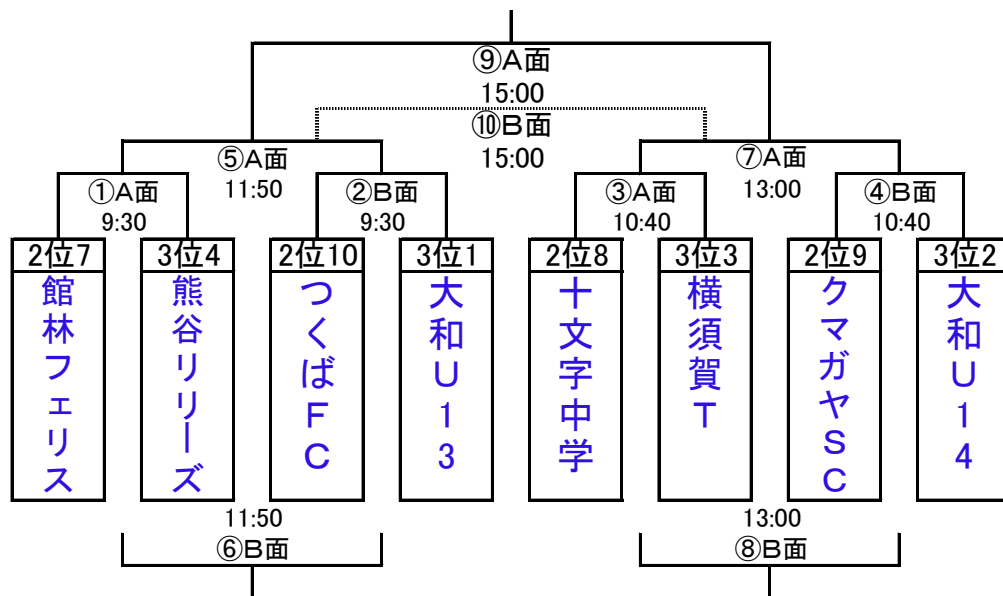 ⑨A面
15:00
⑩B面
15:00
⑤A面
11:50
⑦A面
13:00
①A面
9:30
②B面
9:30
③A面
10:40
④B面
10:40
2位7
3位4
2位10
3位1
2位8
3位3
2位9
3位2
館林フェリス
熊谷リリーズ
つくばFC
大和U13
十文字中学
横須賀T
クマガヤSC
大和U14
11:50
⑥B面
13:00
⑧B面